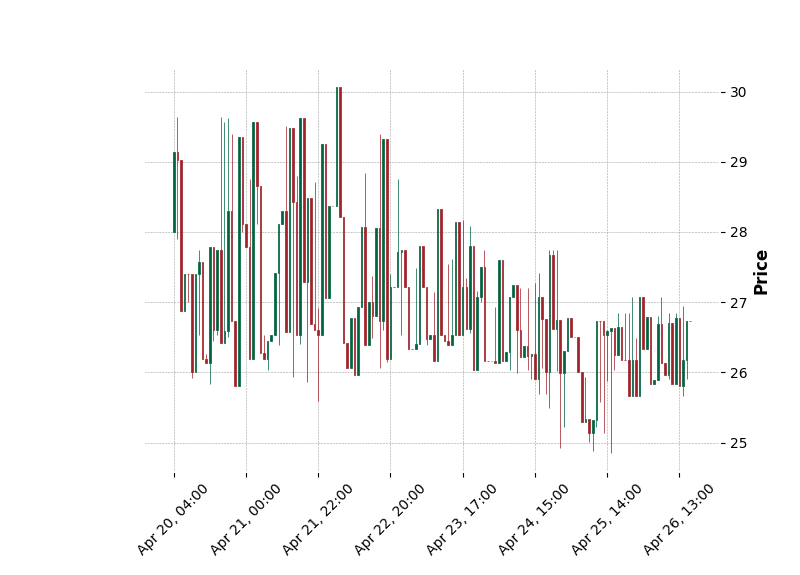 30
29
28
27
26
25
Price
Apr 20, 04:00
Apr 21, 00:00
Apr 21, 22:00
Apr 22, 20:00
Apr 23, 17:00
Apr 24, 15:00
Apr 25, 14:00
Apr 26, 13:00